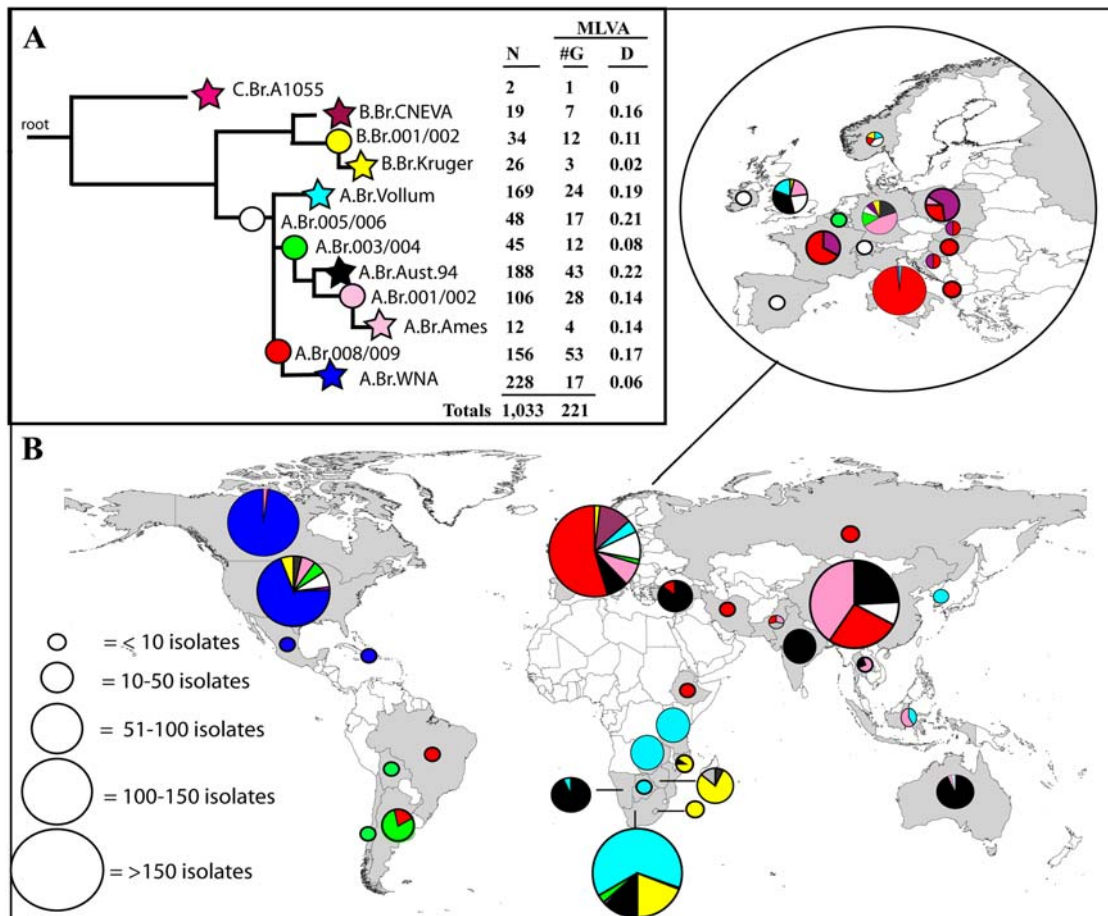 A
MLVA
N #G D
C.Br.A1055 2 1 0
B.Br.CNEVA 19 7 0.16
root
B.Br.001/002 34 12 0.11
B.Br.Kruger 26 3 0.02
A.Br.Vollum 169 24 0.19
A.Br.005/006 48 17 0.21
A.Br.003/004 45 12 0.08
A.Br.Aust.94 188 43 0.22
A.Br.001/002 106 28 0.14
A.Br.Ames 12 4 0.14
A.Br.008/009 156 53 0.17
A.Br.WNA 228 17 0.06
Totals 1,033 221
B
= < 10 isolates
= 10-50 isolates
= 51-100 isolates
= 100-150 isolates
= >150 isolates